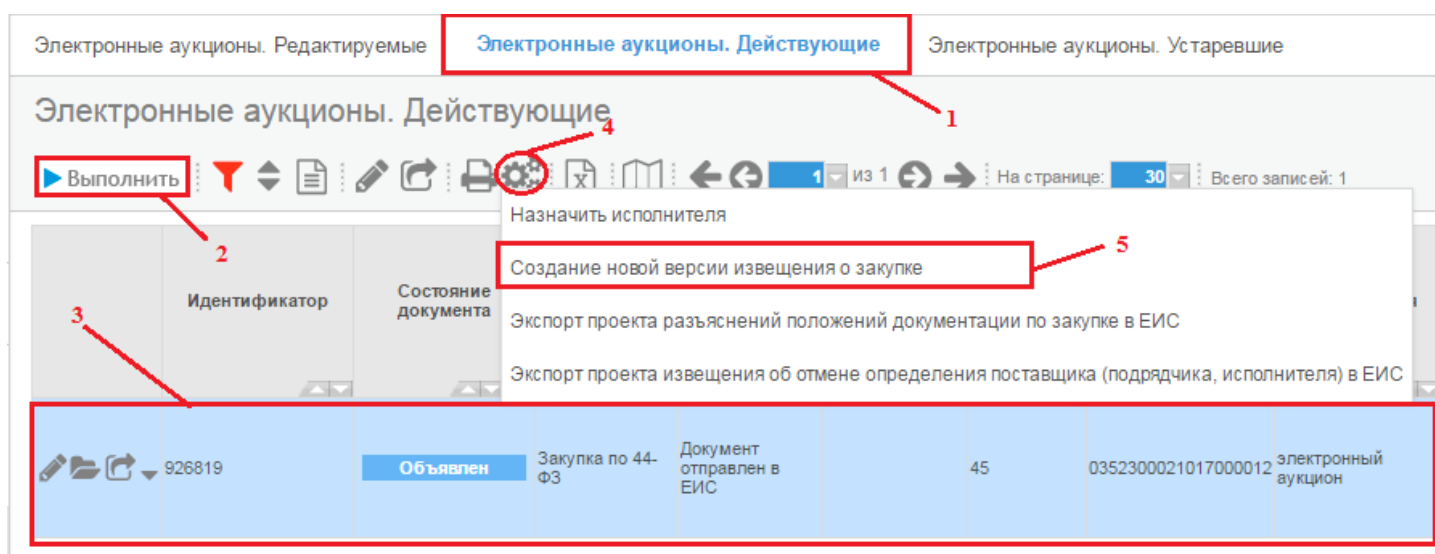 Электронные аукционы. Редактируемые Электронные аукционы. Действующие Электронные аукционы. Устаревшие
Электронные аукционы. Действующие
4
1
Выполнить 1 из 1 На странице: 30 Всего записей: 1
Назначить исполнителя
2
5
Создание новой версии извещения о закупке
Идентификатор
Состояние
документа
3
Экспорт проекта разъяснений положений документации по закупке в ЕИС
Экспорт проекта извещения об отмене определения поставщика (подрядчика, исполнителя) в ЕИС
926819
Объявлен
Закупка по 44-
ФЗ
Документ
отправлен в
ЕИС
45
0352300021017000012
электронный
аукцион